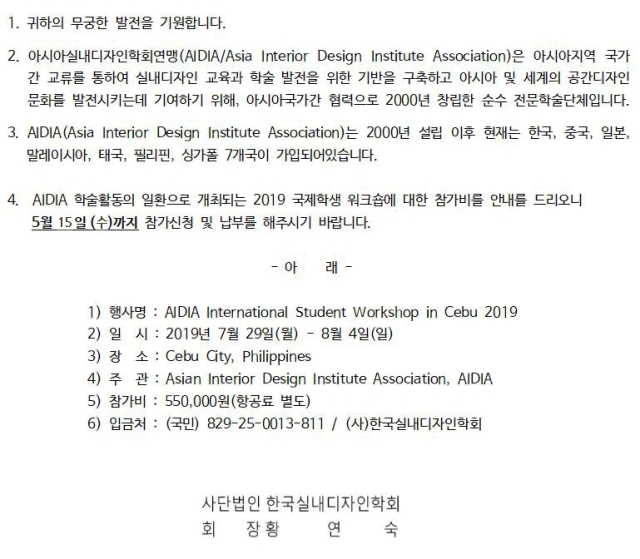 1. 귀하의 무궁한 발전을 기원합니다.
2. 아시아실내디자인학회연맹(AIDIA/Asia Interior Design Institute Association)은 아시아지역 국가
간 교류를 통하여 실내디자인 교육과 학술 발전을 위한 기반을 구축하고 아시아 및 세계의 공간디자인
문화를 발전시키는데 기여하기 위해, 아시아국가간 협력으로 2000년 창립한 순수 전문학술단체입니다.
3. AIDIA(Asia Interior Design Institute Association)는 2000년 설립 이후 현재는 한국, 중국, 일본,
말레이시아, 태국, 필리핀, 싱가폴 7개국이 가입되어있습니다.
4. AIDIA 학술활동의 일환으로 개최되는 2019 국제학생 워크숍에 대한 참가비를 안내를 드리오니
5월 15일(수)까지 참가신청 및 납부를 해주시기 바랍니다.
- 아 래 -
1) 행사명 : AIDIA International Student Workshop in Cebu 2019
2) 일 시 : 2019년 7월 29일(월) - 8월 4일(일)
3) 장 소 : Cebu City, Philippines
4) 주 관 : Asian Interior Design Institute Association, AIDIA
5) 참가비 : 550,000원(항공료 별도)
6) 입금처 : (국민) 829-25-0013-811 / (사)한국실내디자인학회
사단법인 한국실내디자인학회
회 장 황 연 숙